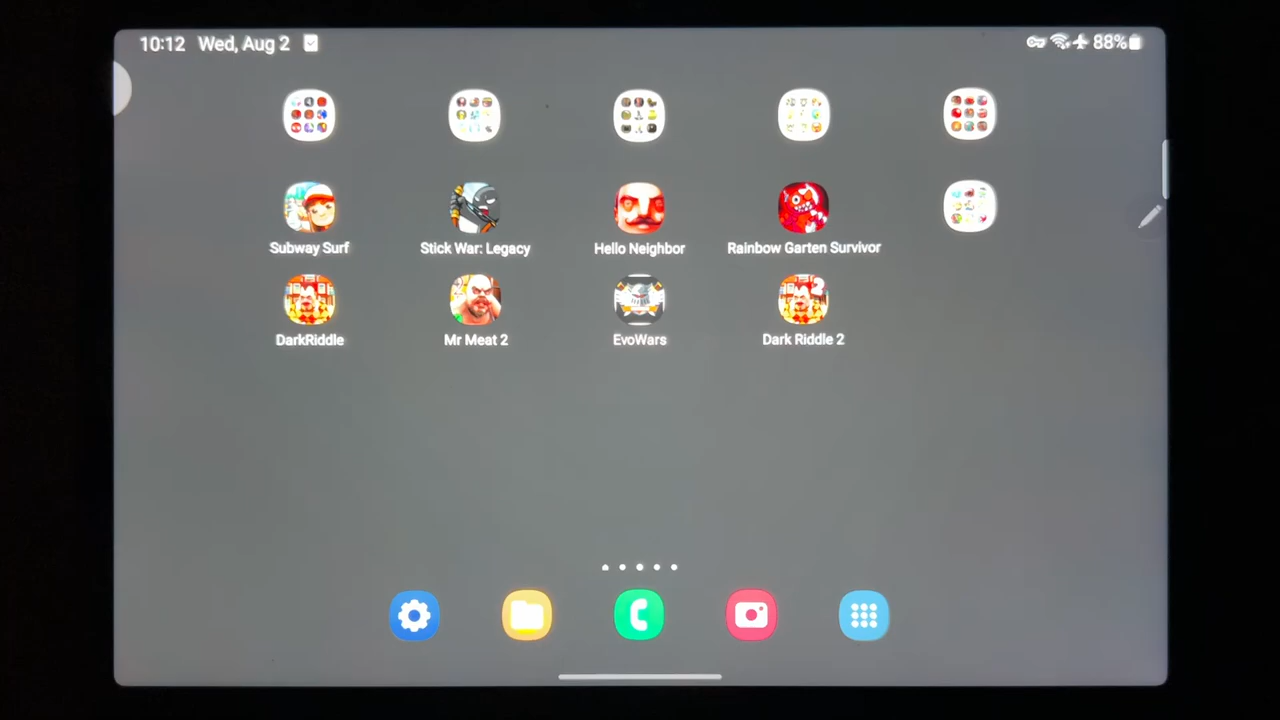 10:12 Wed, Aug 2 88%
Subway Surf Stick War: Legacy Hello Neighbor Rainbow Garten Survivor
2
DarkRiddle Mr Meat 2 EvoWars Dark Riddle 2